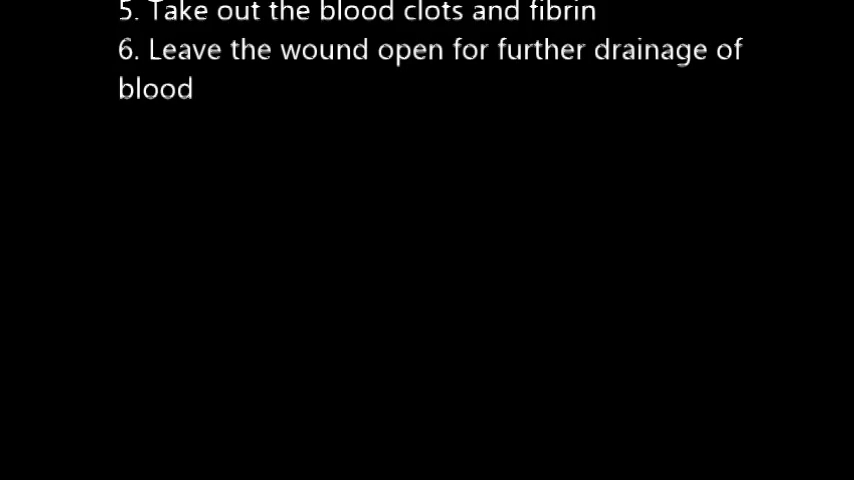 5. Take out the blood clots and fibrin
6. Leave the wound open for further drainage of
blood